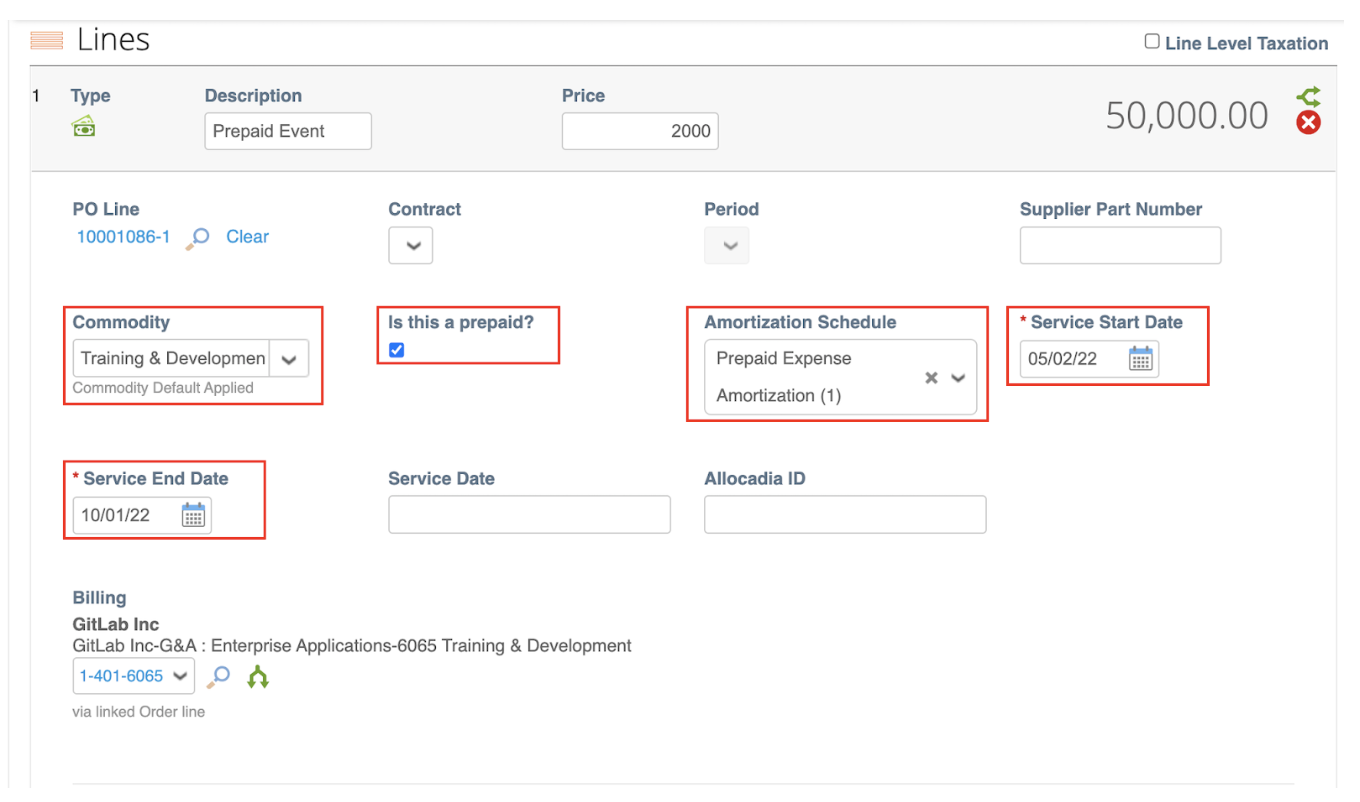 Lines
Line Level Taxation
1 Type Description Price
Prepaid Event 2000 50,000.00
PO Line Contract Period Supplier Part Number
10001086-1 Clear
Commodity Is this a prepaid? Amortization Schedule * Service Start Date
Training & Developmen Prepaid Expense 05/02/22
Commodity Default Applied Amortization (1)
* Service End Date Service Date Allocadia ID
10/01/22
Billing
GitLab Inc
GitLab Inc-G&A : Enterprise Applications-6065 Training & Development
1-401-6065
via linked Order line